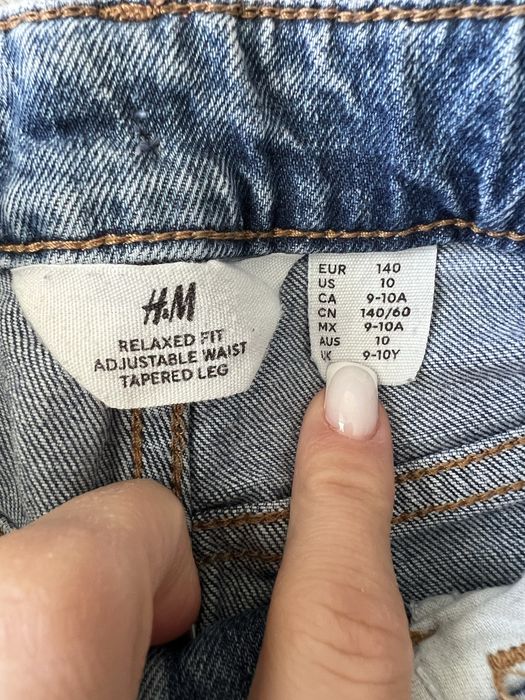 H&M
RELAXED FIT
ADJUSTABLE WAIST
TAPERED LEG
EUR 140
US 10
CA 9-10A
CN 140/60
MX 9-10A
AUS 10
UK 9-10Y